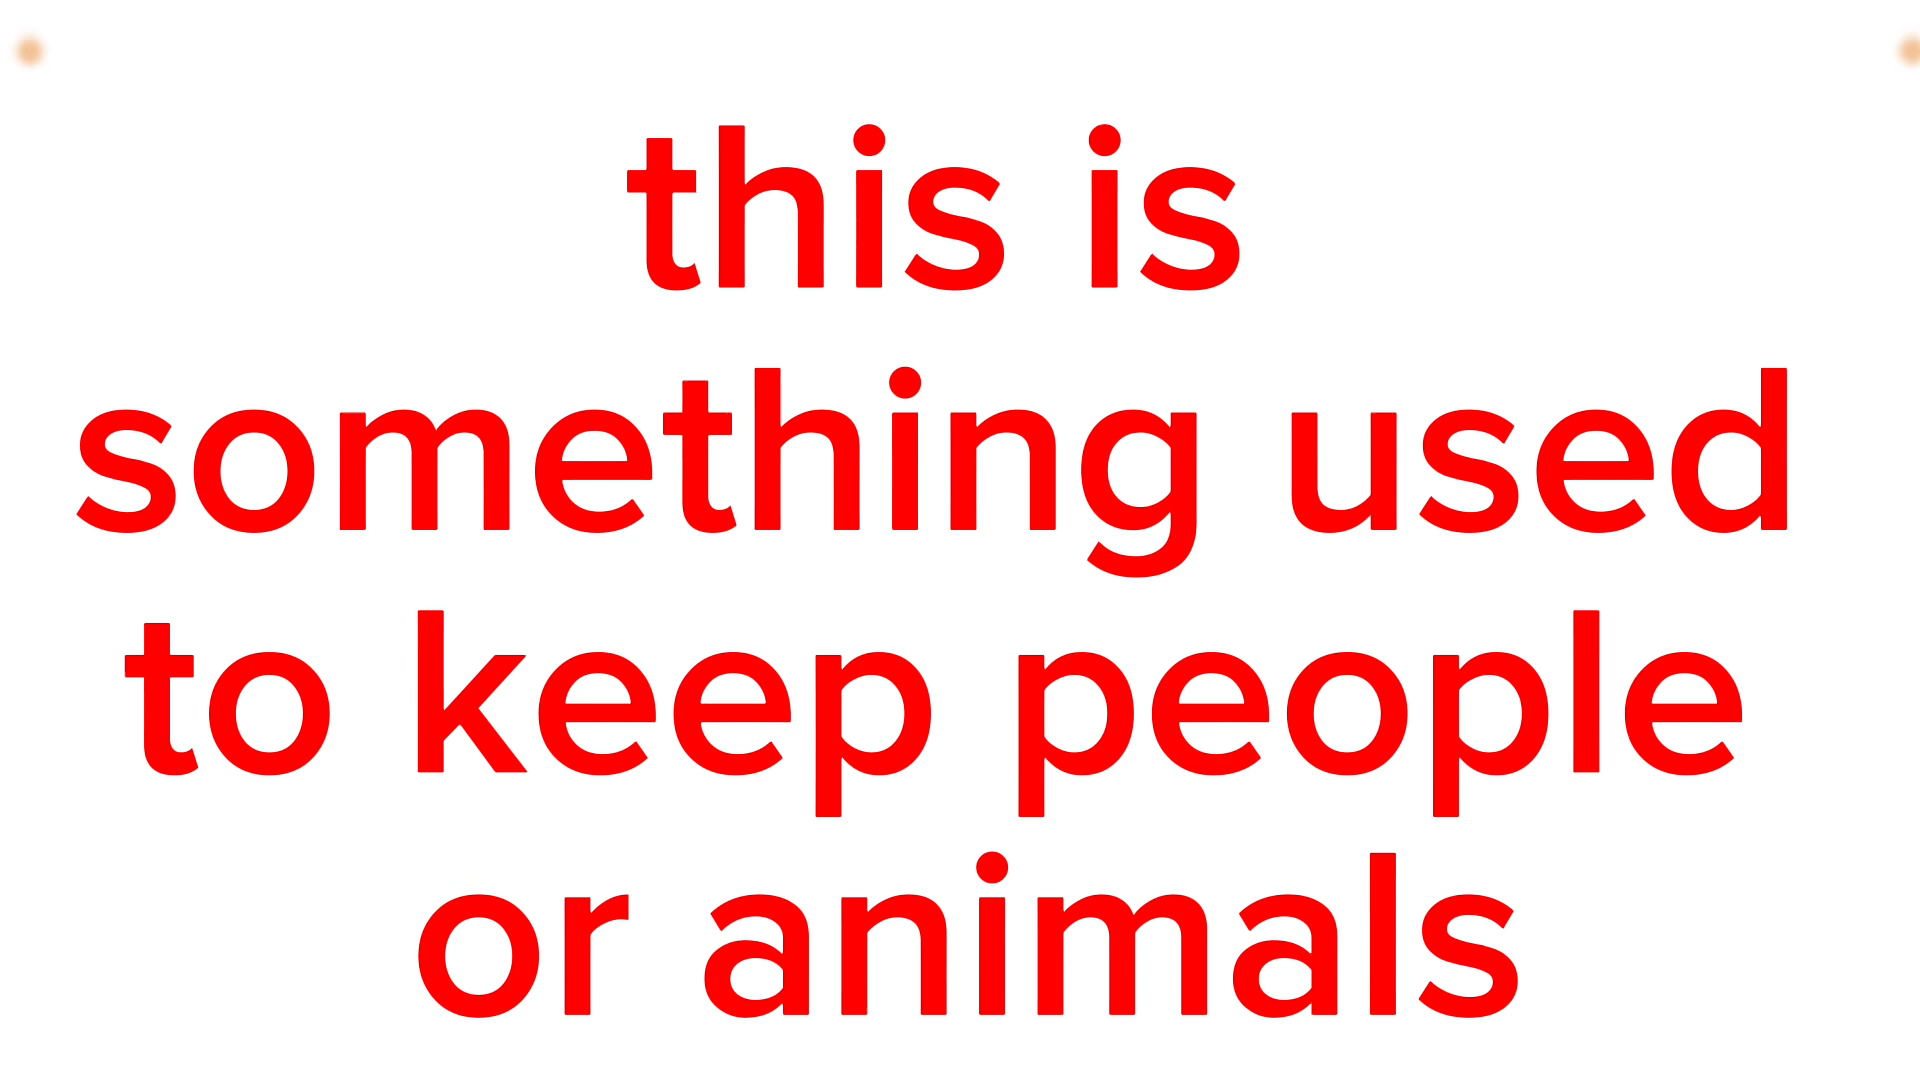 this is
something used
to keep people
or animals